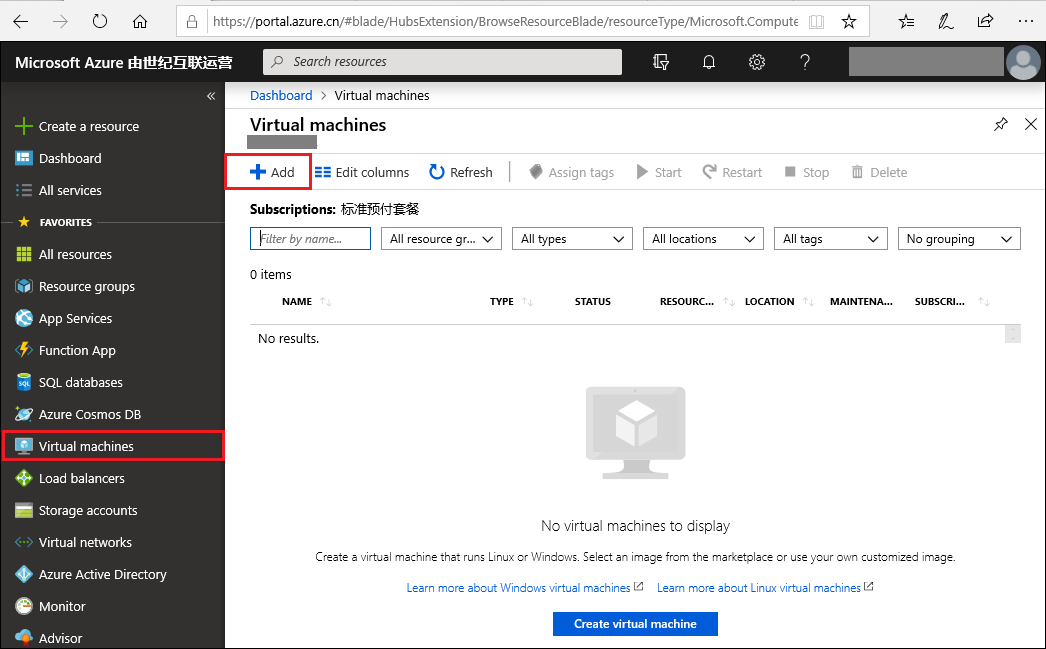 https://portal.azure.cn/#blade/HubsExtension/BrowseResourceBlade/resourceType/Microsoft.Compute
Microsoft Azure 由世纪互联运营
Search resources
Create a resource
Dashboard
All services
FAVORITES
All resources
Resource groups
App Services
Function App
SQL databases
Azure Cosmos DB
Virtual machines
Load balancers
Storage accounts
Virtual networks
Azure Active Directory
Monitor
Advisor
Dashboard > Virtual machines
Virtual machines
Add Edit columns Refresh Assign tags Start Restart Stop Delete
Subscriptions: 标准预付套餐
Filter by name... All resource gr... All types All locations All tags No grouping
0 items
NAME TYPE STATUS RESOURC... LOCATION MAINTENA... SUBSCRI...
No results.
No virtual machines to display
Create a virtual machine that runs Linux or Windows. Select an image from the marketplace or use your own customized image.
Learn more about Windows virtual machines Learn more about Linux virtual machines
Create virtual machine